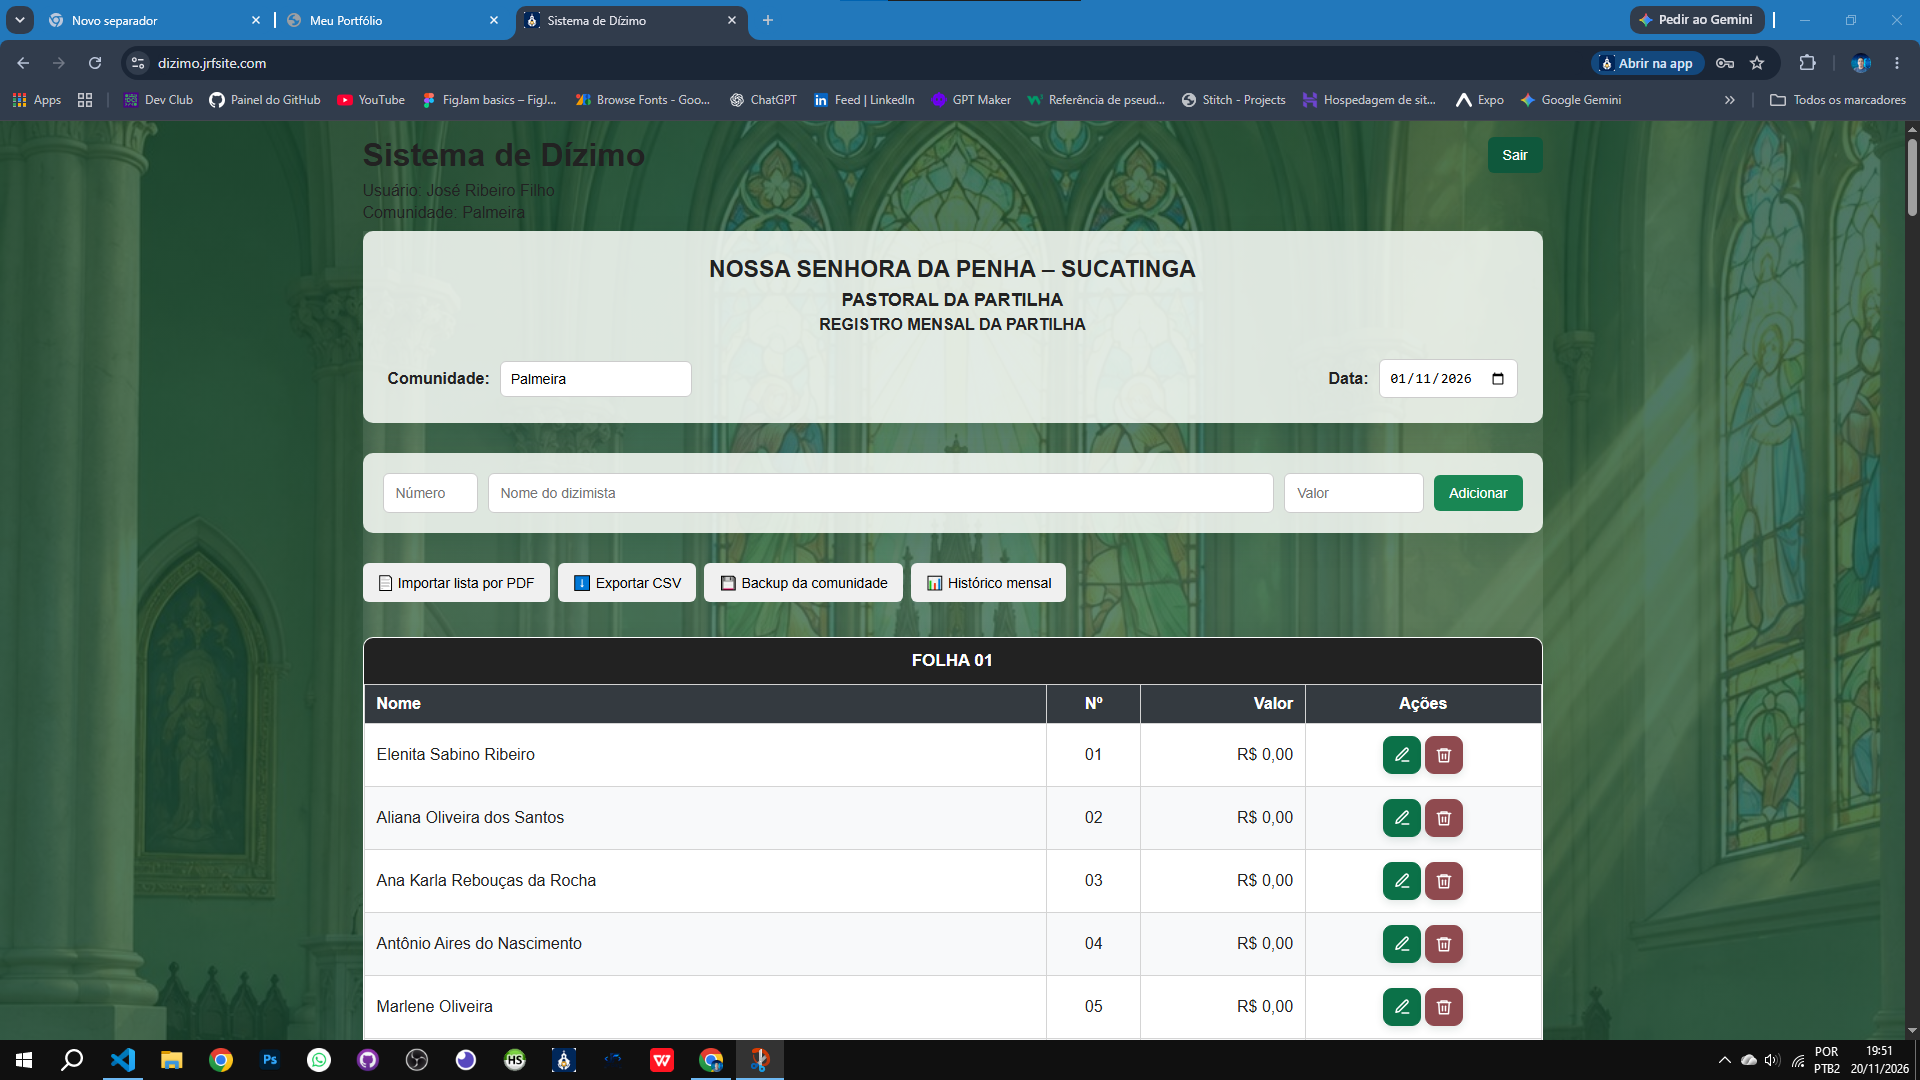 Novo separador
Meu Portfólio
Sistema de Dízimo
Pedir ao Gemini
dizimo.jrfsite.com
Abrir na app
Apps
Dev Club
Painel do GitHub
YouTube
FigJam basics – FigJ...
Browse Fonts - Goo...
ChatGPT
Feed | LinkedIn
GPT Maker
Referência de pseud...
Stitch - Projects
Hospedagem de sit...
Expo
Google Gemini
Todos os marcadores
Sistema de Dízimo
Sair
Usuário: José Ribeiro Filho
Comunidade: Palmeira
NOSSA SENHORA DA PENHA – SUCATINGA
PASTORAL DA PARTILHA
REGISTRO MENSAL DA PARTILHA
Comunidade: Palmeira
Data: 01/11/2026
Número Nome do dizimista Valor Adicionar
Importar lista por PDF
Exportar CSV
Backup da comunidade
Histórico mensal
FOLHA 01
Nome Nº Valor Ações
Elenita Sabino Ribeiro 01 R$ 0,00
Aliana Oliveira dos Santos 02 R$ 0,00
Ana Karla Rebouças da Rocha 03 R$ 0,00
Antônio Aires do Nascimento 04 R$ 0,00
Marlene Oliveira 05 R$ 0,00
Ps
HS
W
POR
PTB2
19:51
20/11/2026